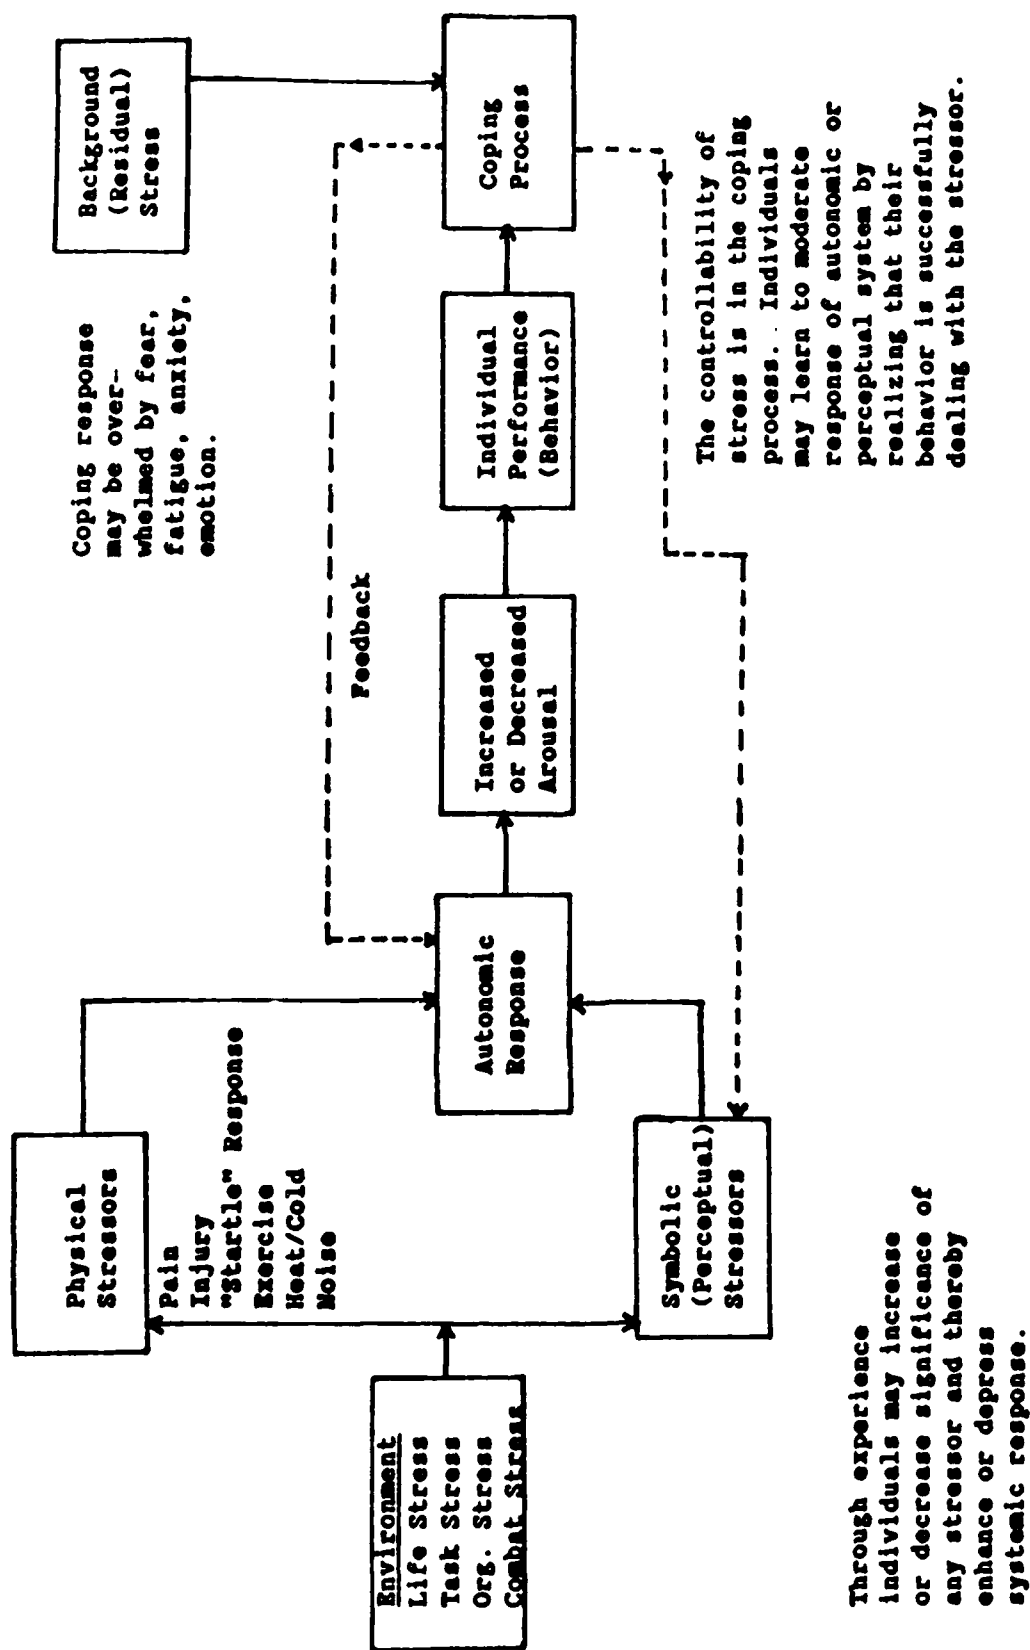 Environment
Life Stress
Task Stress
Org. Stress
Combat Stress
Physical
Stressors
Pain
Injury
"Startle" Response
Exercise
Heat/Cold
Noise
Symbolic
(Perceptual)
Stressors
Through experience
individuals may increase
or decrease significance of
any stressor and thereby
enhance or depress
systemic response.
Autonomic
Response
Increased
or Decreased
Arousal
Feedback
Individual
Performance
(Behavior)
Coping
Process
Background
(Residual)
Stress
Coping response
may be over-
whelmed by fear,
fatigue, anxiety,
emotion.
The controllability of
stress is in the coping
process. Individuals
may learn to moderate
response of autonomic or
perceptual system by
realizing that their
behavior is successfully
dealing with the stressor.